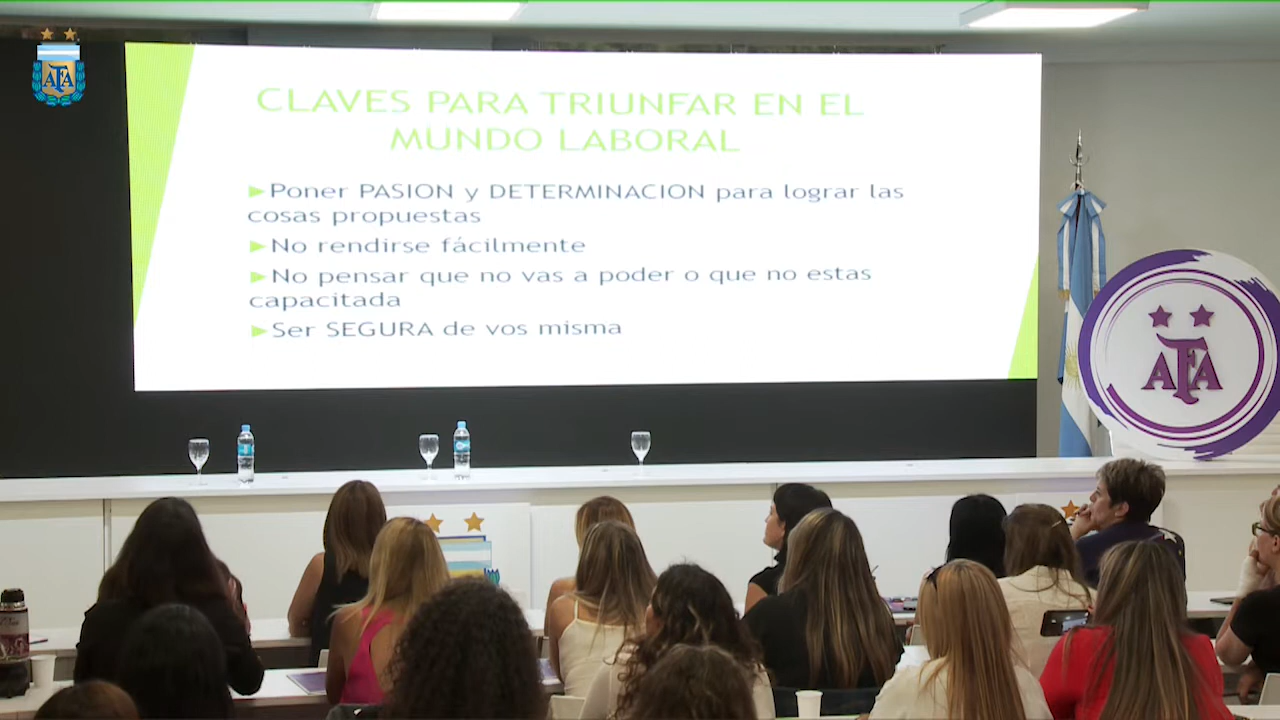 AFA
CLAVES PARA TRIUNFAR EN EL
MUNDO LABORAL
►Poner PASION y DETERMINACION para lograr las
cosas propuestas
►No rendirse fácilmente
►No pensar que no vas a poder o que no estas
capacitada
►Ser SEGURA de vos misma
AFA